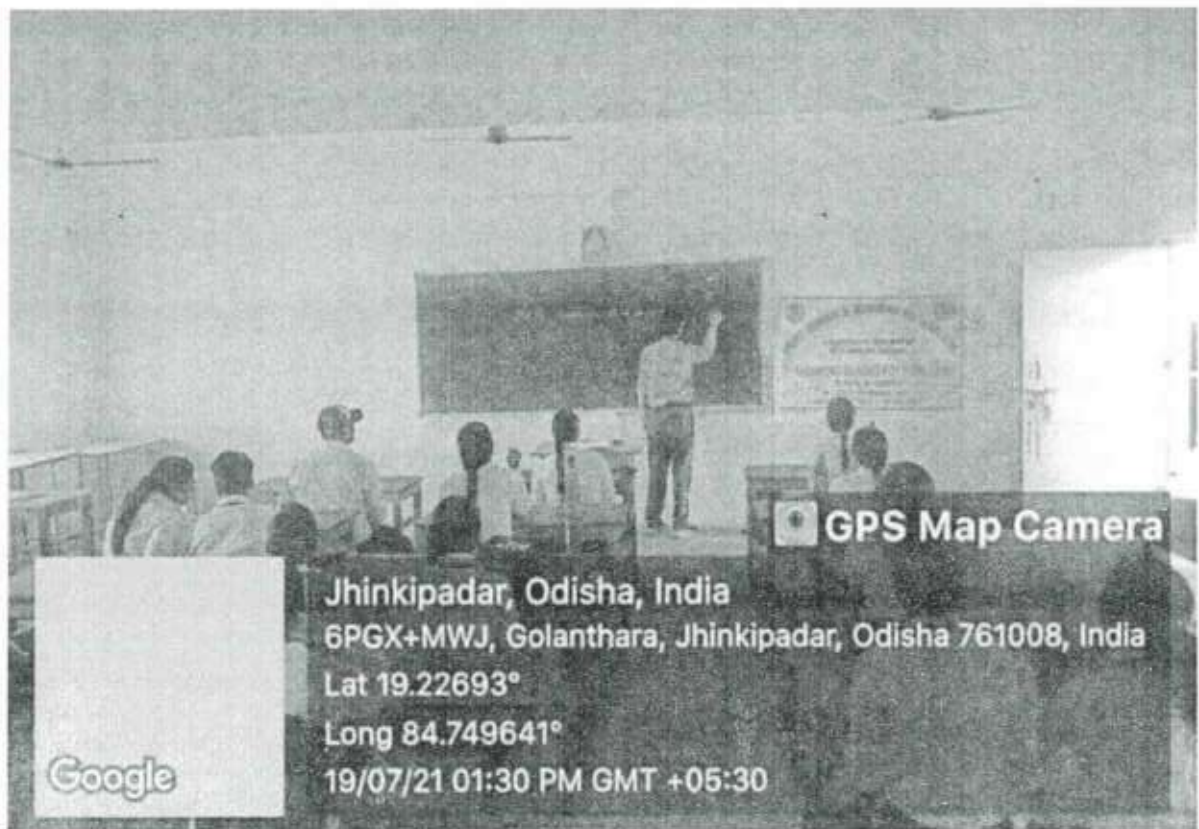 GPS Map Camera
Jhinkipadar, Odisha, India
6PGX+MWJ, Golanthara, Jhinkipadar, Odisha 761008, India
Lat 19.22693°
Long 84.749641°
19/07/21 01:30 PM GMT +05:30
Google